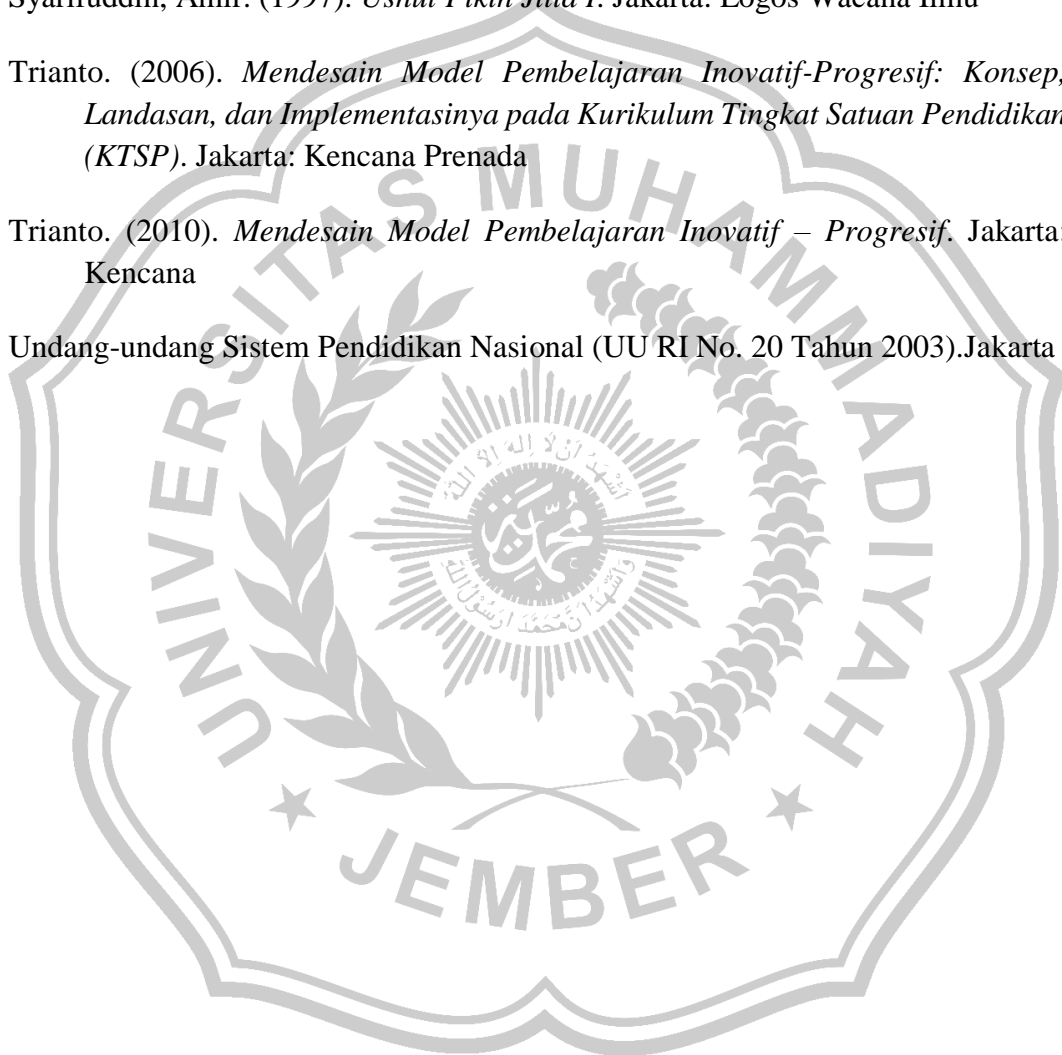 Syarifuddin, Amir. (1997). Ushul Fikih Jilid I. Jakarta: Logos Wacana Ilmu
Trianto. (2006). Mendesain Model Pembelajaran Inovatif-Progresif: Konsep,
Landasan, dan Implementasinya pada Kurikulum Tingkat Satuan Pendidikan
(KTSP). Jakarta: Kencana Prenada
Trianto. (2010). Mendesain Model Pembelajaran Inovatif – Progresif. Jakarta:
Kencana
Undang-undang Sistem Pendidikan Nasional (UU RI No. 20 Tahun 2003).Jakarta
UNIVERSITAS MUHAMMADIYAH
JEMBER